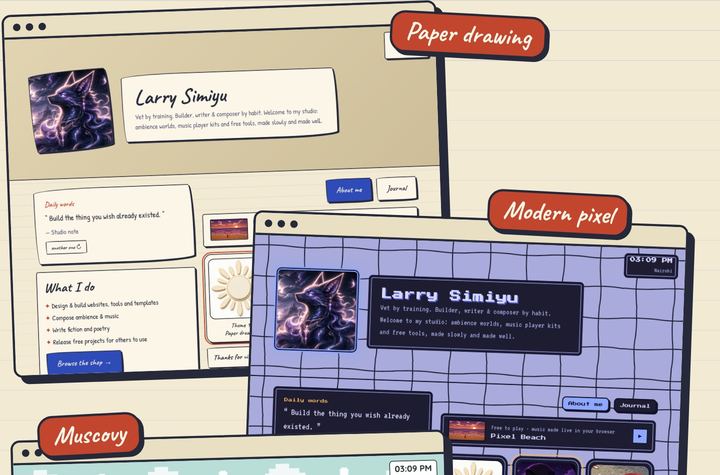 Paper drawing
Larry Simiyu
Vet by training. Builder, writer & composer by habit. Welcome to my studio:
ambience worlds, music player kits and free tools, made slowly and made well.
About me
Journal
Daily words
" Build the thing you wish already existed. "
— Studio note
another one
What I do
Design & build websites, tools and templates
Compose ambience & music
Write fiction and poetry
Release free projects for others to use
Browse the shop →
Theme
Paper
Thanks for
Modern pixel
03:09 PM
Nairobi
Larry Simiyu
Vet by training. Builder, writer & composer by habit.
Welcome to my studio: ambience worlds, music player kits
and free tools, made slowly and made well.
About me
Journal
Daily words
" Build the thing you wish already
existed. "
Free to play · music made live in your browser
Pixel Beach
Muscovy
03:09 PM